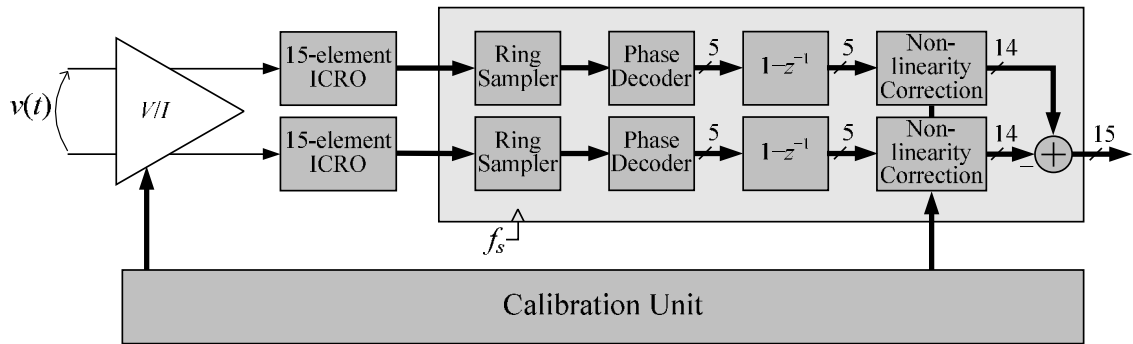 v(t)
V/I
15-element
ICRO
Ring
Sampler
Phase
Decoder
5
1−z⁻¹
5
Non-
linearity
Correction
14
15-element
ICRO
Ring
Sampler
Phase
Decoder
5
1−z⁻¹
5
Non-
linearity
Correction
14
−
+
15
fₛ
Calibration Unit